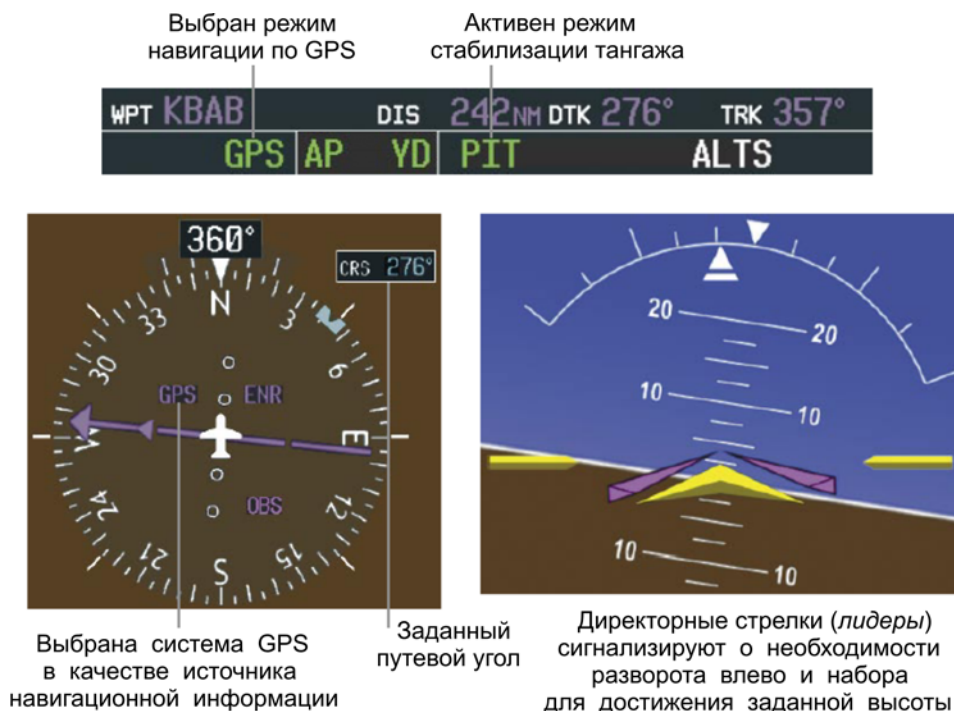 Выбран режим
навигации по GPS
Активен режим
стабилизации тангажа
WPT KBAB DIS 242NM DTK 276° TRK 357°
GPS AP YD PIT ALTS
360°
CRS 276°
N
33
3
30
6
GPS ENR
E
OBS
24
12
21
15
S
20
20
10
10
10
10
Выбрана система GPS
в качестве источника
навигационной информации
Заданный
путевой угол
Директорные стрелки (лидеры)
сигнализируют о необходимости
разворота влево и набора
для достижения заданной высоты